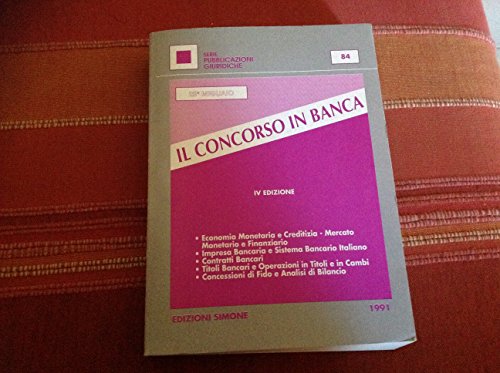 SERIE
PUBBLICAZIONI
GIURIDICHE
84
IL CONCORSO IN BANCA
IV EDIZIONE
• Economia Monetaria e Creditizia - Mercato
Monetario e Finanziario
• Impresa Bancaria e Sistema Bancario Italiano
• Contratti Bancari
• Titoli Bancari e Operazioni in Titoli e in Cambi
• Concessioni di Fido e Analisi di Bilancio
EDIZIONI SIMONE
1991